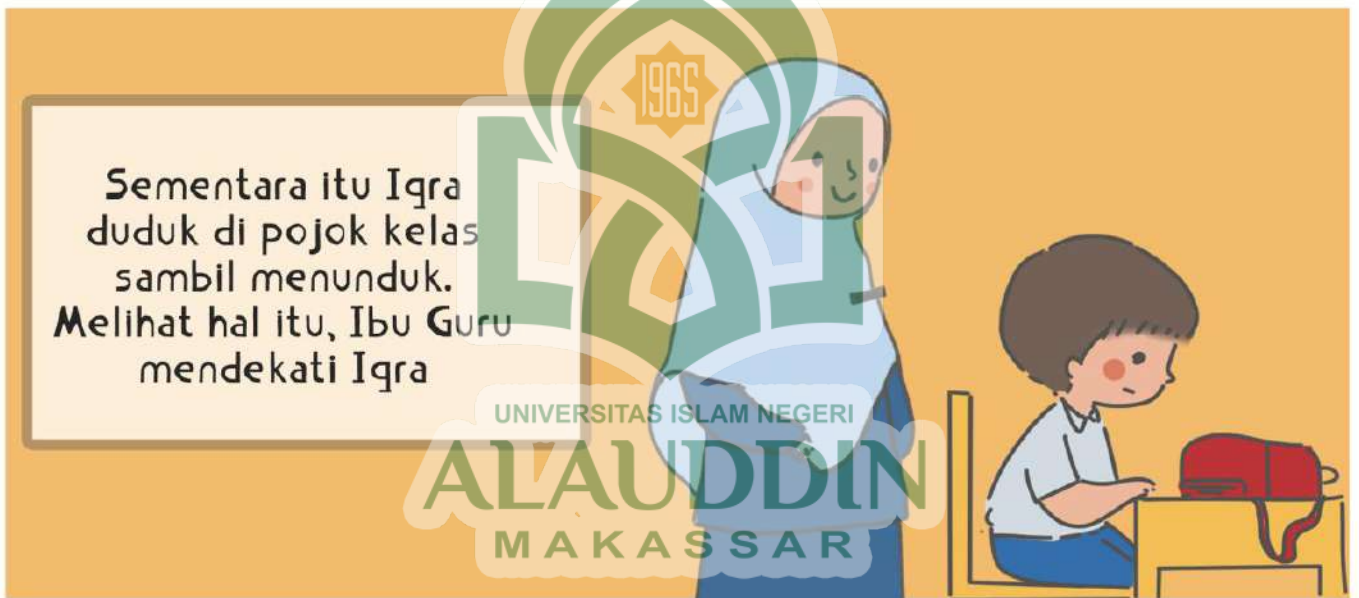 Sementara itu Iqra
duduk di pojok kelas
sambil menunduk.
Melihat hal itu, Ibu Guru
mendekati Iqra
1965
UNIVERSITAS ISLAM NEGERI
ALAUDDIN
MAKASSAR